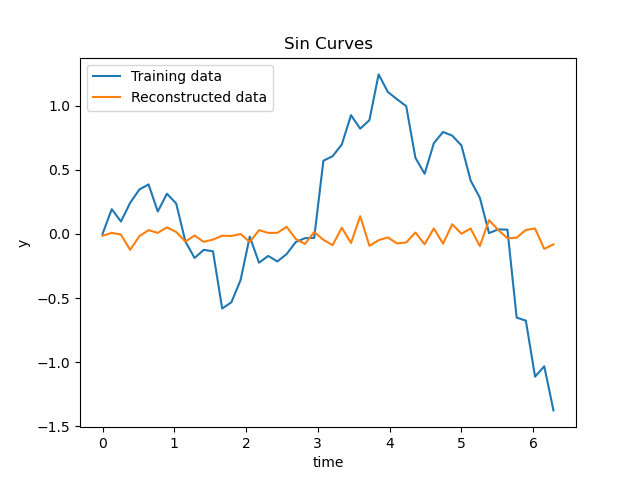 Sin Curves
Training data
Reconstructed data
1.0
0.5
0.0
−0.5
−1.0
−1.5
y
0 1 2 3 4 5 6
time